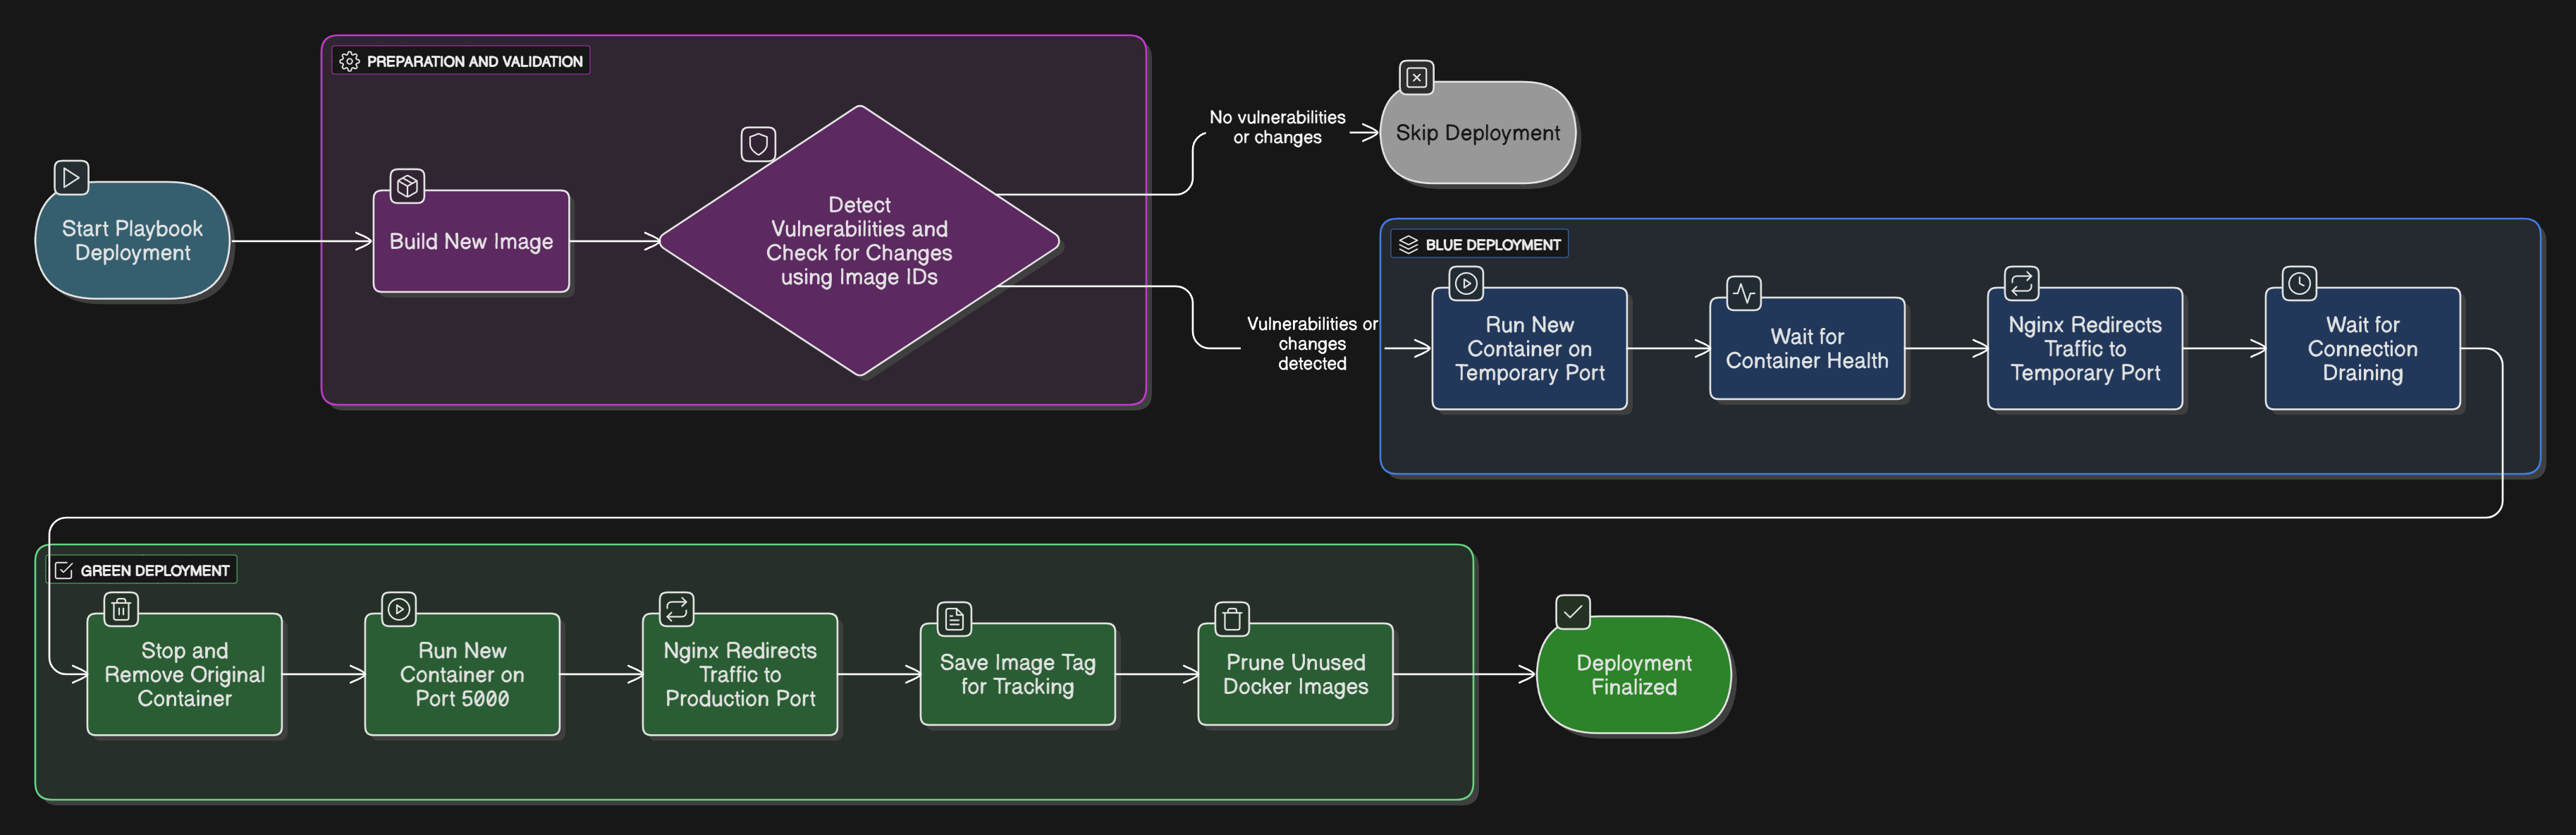 PREPARATION AND VALIDATION
Start Playbook
Deployment
Build New Image
Detect
Vulnerabilities and
Check for Changes
using Image IDs
No vulnerabilities
or changes
Skip Deployment
Vulnerabilities or
changes
detected
BLUE DEPLOYMENT
Run New
Container on
Temporary Port
Wait for
Container Health
Nginx Redirects
Traffic to
Temporary Port
Wait for
Connection
Draining
GREEN DEPLOYMENT
Stop and
Remove Original
Container
Run New
Container on
Port 5000
Nginx Redirects
Traffic to
Production Port
Save Image Tag
for Tracking
Prune Unused
Docker Images
Deployment
Finalized